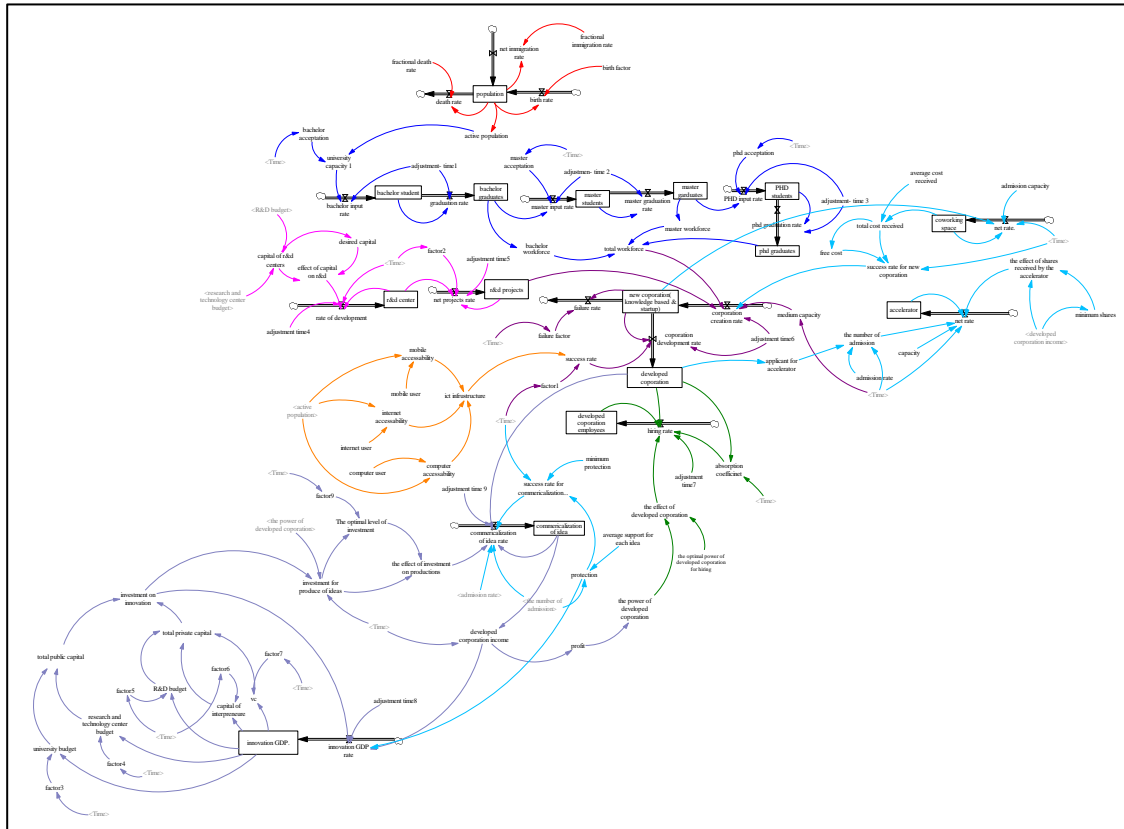 net immigration
rate
fractional
immigration rate
fractional death
rate
birth factor
population
death rate
birth rate
active population
bachelor
acceptation
<Time>
university
capacity 1
adjustment- time1
bachelor student
bachelor
graduates
bachelor input
rate
graduation rate
master
acceptation
<Time>
adjustmen- time 2
master input rate
master
students
master graduation
rate
master
graduates
phd acceptation
<Time>
PHD
students
PHD input rate
adjustment- time 3
phd graduation rate
phd graduates
master workforce
bachelor
workforce
total workforce
average cost
received
admission capacity
coworking
space
net rate.
total cost received
free cost
<Time>
success rate for new
coporation
<R&D budget>
desired capital
capital of r&d
centers
effect of capital
on r&d
<research and
technology center
budget>
<Time>
factor2
adjustment
time5
r&d center
net projects rate
r&d projects
rate of development
adjustment time4
new coporation(
knowledge based &
startup)
failure rate
corporation
creation rate
medium capacity
<Time>
failure factor
coporation
development rate
adjustment time6
the effect of shares
received by the
accelerator
minimum shares
<developed
corporation income>
accelerator
net rate
the number of
admission
capacity
applicant for
accelerator
admission rate
<Time>
developed
coporation
mobile
accessability
mobile user
success rate
factor1
<Time>
ict infrastructure
<active
population>
internet
accessability
internet user
computer user
computer
accessability
developed
coporation
employees
hiring rate
adjustment
time7
absorption
coefficinet
<Time>
minimum
protection
success rate for
commericalization...
the effect of
developed coporation
<Time>
factor9
adjustment time 9
<the power of
developed coporation>
The optimal level of
investment
commericalization
of idea rate
commericalization
of idea
average support for
each idea
the optimal power of
developed coporation
for hiring
the effect of investment
on productions
protection
investment for
produce of ideas
<admission rate>
<the number of
admission>
the power of
developed
coporation
investment on
innovation
<Time>
developed
corporation income
profit
total private capital
total public capital
factor6
factor7
<Time>
factor5
R&D budget
vc
capital of
interpreneare
adjustment time8
research and
technology center
budget
<Time>
innovation GDP.
innovation GDP
rate
university budget
factor4
<Time>
factor3
<Time>